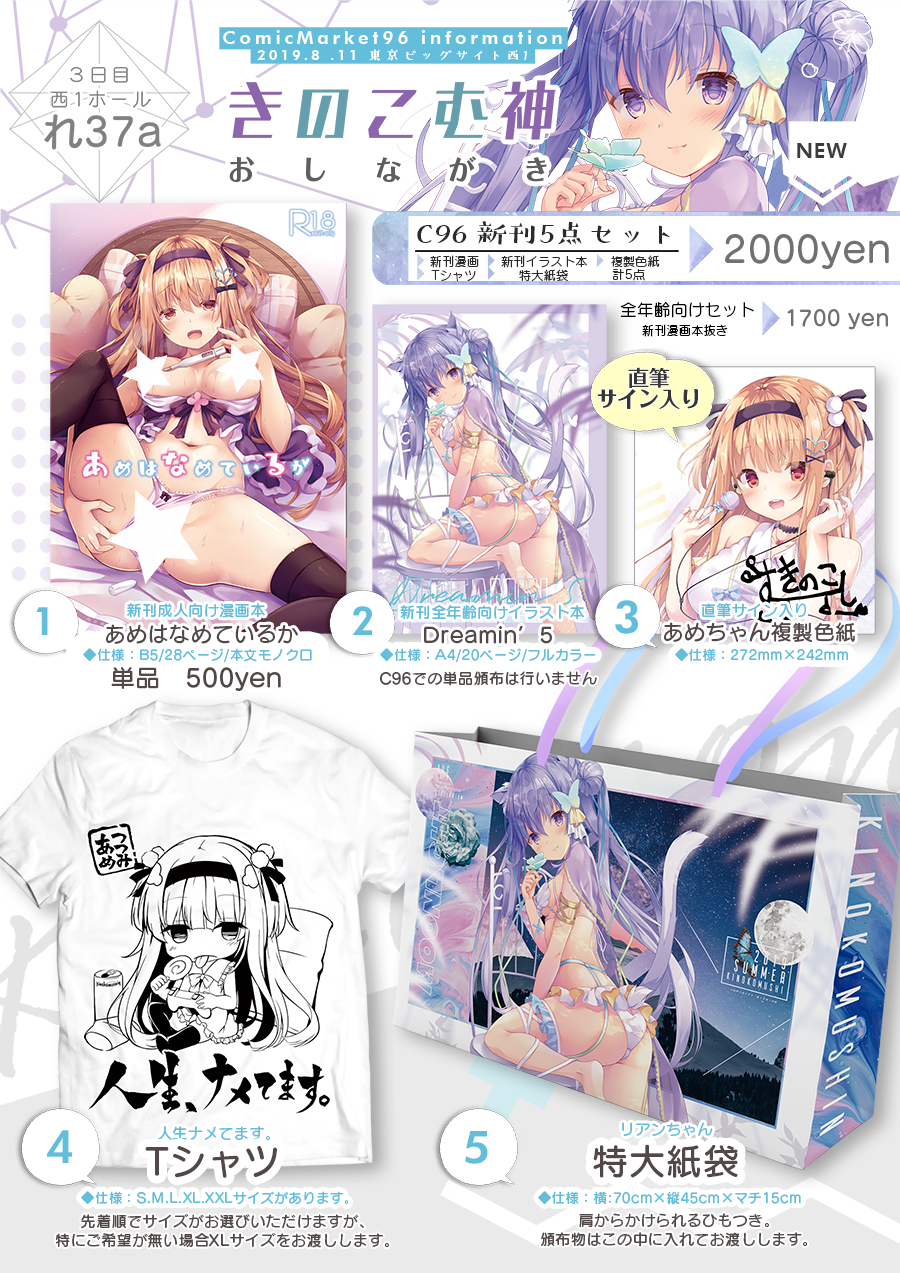 ComicMarket96 information
2019.8 .11 東京ビッグサイト西1
3日目
西1ホール
れ37a
きのこむ神
おしながき
NEW
C96 新刊5点セット
2000yen
新刊漫画 新刊イラスト本 複製色紙
Tシャツ 特大紙袋 計5点
全年齢向けセット
新刊漫画本抜き
1700 yen
R18
あめはなめているか
直筆
サイン入り
1
新刊成人向け漫画本
あめはなめているか
◆仕様:B5/28ページ/本文モノクロ
単品 500yen
2
新刊全年齢向けイラスト本
Dreamin' 5
◆仕様:A4/20ページ/フルカラー
C96での単品頒布は行いません
3
直筆サイン入り
あめちゃん複製色紙
◆仕様:272mm×242mm
つつみ
あめ
人生、ナメてます。
2019
SUMMER
KINOKOMUSHI
KINOKOMUSHIN
4
人生ナメてます。
Tシャツ
◆仕様:S.M.L.XL.XXLサイズがあります。
先着順でサイズがお選びいただけますが、
特にご希望が無い場合XLサイズをお渡しします。
5
リアンちゃん
特大紙袋
◆仕様:横:70cm×縦45cm×マチ15cm
肩からかけられるひもつき。
頒布物はこの中に入れてお渡しします。